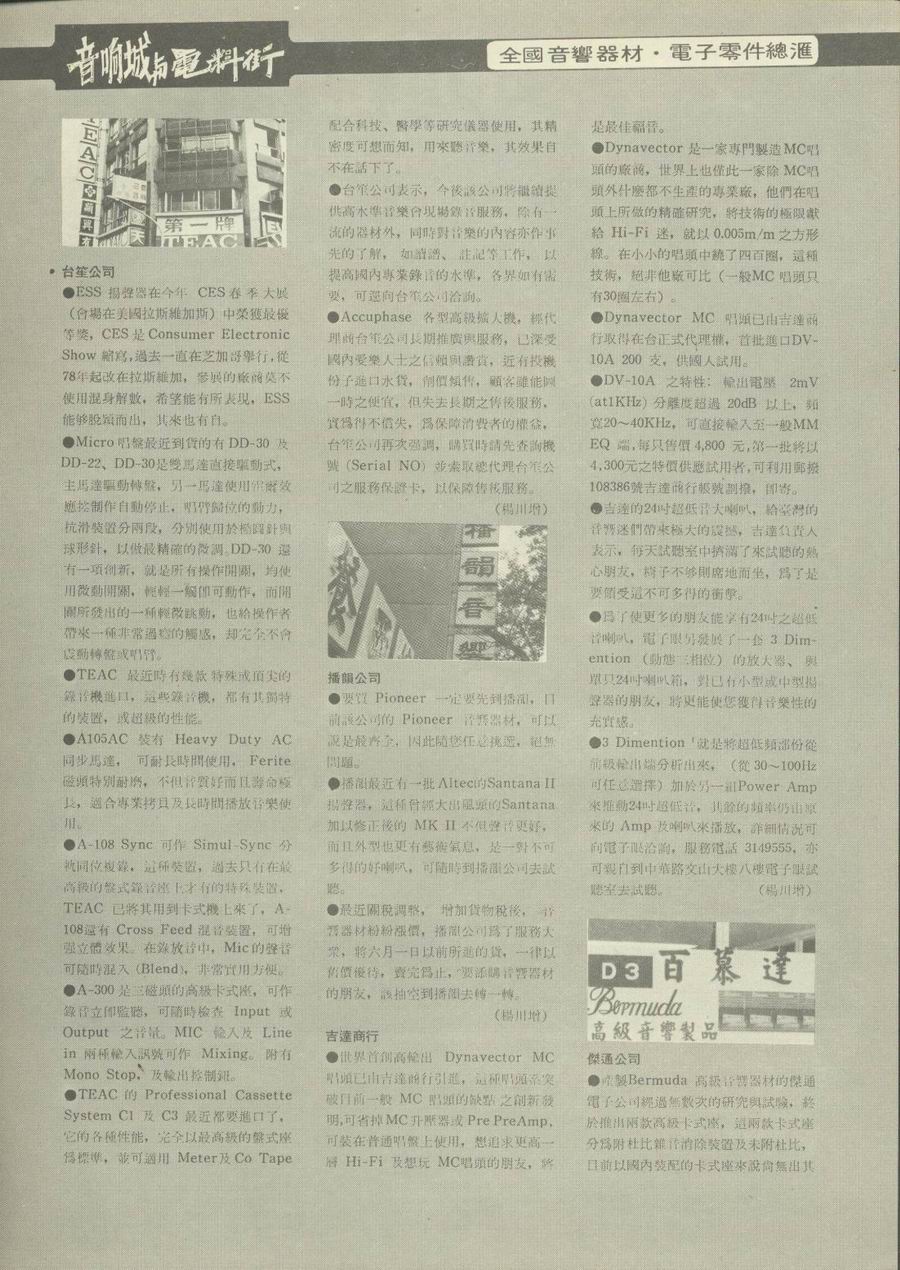 音响城与電料街
全國音響器材・電子零件總滙
TEAC
第一牌
TEAC
• 台笙公司
●ESS 揚聲器在今年 CES春季大展
(會場在美國拉斯維加斯)中榮獲最優
等獎,CES是Consumer Electronic
Show 縮寫,過去一直在芝加哥舉行,從
78年起改在拉斯維加,參展的廠商莫不
使用混身解數,希望能有所表現,ESS
能够脫穎而出,其來也有自。
●Micro唱盤最近到貨的有DD-30 及
DD-22、DD-30是雙馬達直接驅動式,
主馬達驅動轉盤,另一馬達使用霍爾效
應控制作自動停止,唱臂歸位的動力,
抗滑裝置分兩段,分別使用於橢圓針與
球形針,以做最精確的微調。DD-30 還
有一項創新,就是所有操作開關,均使
用微動開關,輕輕一觸卽可動作,而開
關所發出的一種輕微跳動,也給操作者
帶來一種非常過癮的觸感,却完全不會
震動轉盤或唱臂。
●TEAC 最近時有幾款特殊或頂尖的
錄音機進口,這些錄音機,都有其獨特
的裝置,或超級的性能。
●A105AC 裝有 Heavy Duty AC
同步馬達, 可耐長時間使用, Ferite
磁頭特別耐磨,不但音質好而且壽命極
長,適合專業拷貝及長時間播放音樂使
用。
●A-108 Sync 可作 Simul-Sync 分
軌同位複錄,這種裝置,過去只有在最
高級的盤式錄音座上才有的特殊裝置,
TEAC 已將其用到卡式機上來了,A-
108還有 Cross Feed 混音裝置,可增
强立體效果。在錄放音中,Mic的聲音
可隨時混入(Blend),非常實用方便。
●A-300是三磁頭的高級卡式座,可作
錄音立卽監聽,可隨時檢查 Input 或
Output 之音量。MIC 輸入及 Line
in 兩種輸入訊號可作 Mixing。附有
Mono Stop,及輸出控制鈕。
●TEAC 的 Professional Cassette
System C1 及 C3 最近都要進口了,
它的各種性能,完全以最高級的盤式座
爲標準,並可適用 Meter及Co Tape
配合科技、醫學等研究儀器使用,其精
密度可想而知,用來聽音樂,其效果自
不在話下了。
●台笙公司表示,今後該公司將繼續提
供高水準音樂會現場錄音服務,除有一
流的器材外,同時對音樂的內容亦作事
先的了解,如讀譜、註記等工作, 以
提高國內專業錄音的水準,各界如有需
要,可逕向台笙公司洽詢。
●Accuphase 各型高級擴大機,經代
理商台笙公司長期推廣與服務,已深受
國內愛樂人士之信賴與讚賞,近有投機
份子進口水貨,削價傾售,顧客雖能圖
一時之便宜,但失去長期之售後服務,
實爲得不償失,爲保障消費者的權益,
台笙公司再次强調,購買時請先查詢機
號(Serial NO)並索取總代理台笙公
司之服務保證卡,以保障售後服務。
(楊川增)
播韻音
播韻公司
●要買 Pioneer 一定要先到播韻,目
前該公司的 Pioneer 音響器材,可以
說是最齊全,因此隨您任意挑選,絕無
問題。
●播韻最近有一批Altec的Santana II
揚聲器,這種曾經大出風頭的Santana
加以修正後的 MK II 不但聲音更好,
而且外型也更有藝術氣息,是一對不可
多得的好喇叭,可隨時到播韻公司去試
聽。
●最近關稅調整, 增加貨物稅後, 音
響器材紛紛漲價,播韻公司爲了服務大
衆,將六月一日以前所進的貨,一律以
舊價優待,賣完爲止,要添購音響器材
的朋友,該抽空到播韻去轉一轉。
(楊川增)
吉達商行
●世界首創高輸出 Dynavector MC
唱頭已由吉達商行引進,這種唱頭系突
破目前一般 MC 唱頭的缺點之創新發
明,可省掉MC升壓器或Pre PreAmp,
可裝在普通唱盤上使用,想追求更高一
層 Hi-Fi 及想玩 MC唱頭的朋友,將
是最佳福音。
●Dynavector 是一家專門製造MC唱
頭的廠商,世界上也僅此一家除 MC唱
頭外什麼都不生產的專業廠,他們在唱
頭上所做的精確研究,將技術的極限獻
給 Hi-Fi 迷,就以0.005m/m之方形
線。在小小的唱頭中繞了四百圈,這種
技術,絕非他廠可比(一般MC 唱頭只
有30圈左右)。
●Dynavector MC 唱頭已由吉達商
行取得在台正式代理權,首批進口DV-
10A 200 支,供國人試用。
●DV-10A 之特性: 輸出電壓 2mV
(at1KHz) 分離度超過 20dB 以上,頻
寬20~40KHz,可直接輸入至一般MM
EQ 端,每只售價4,800 元,第一批將以
4,300元之特價供應試用者,可利用郵撥
108386號吉達商行帳號劃撥,卽寄。
●吉達的24吋超低音大喇叭,給臺灣的
音響迷們帶來極大的震撼,吉達負責人
表示,每天試聽室中擠滿了來試聽的熱
心朋友,椅子不够則席地而坐,爲了是
要領受這不可多得的衝擊。
●爲了使更多的朋友能享有24吋之超低
音喇叭,電子眼另發展了一套 3 Dim-
ention (動態三相位) 的放大器、 與
單只24吋喇叭箱,對已有小型或中型揚
聲器的朋友,將更能使您獲得音樂性的
充實感。
●3 Dimention「就是將超低頻部份從
前級輸出端分析出來,(從30~100Hz
可任意選擇)加於另一組Power Amp
來推動24吋超低音,其餘的頻率仍由原
來的 Amp 及喇叭來播放,詳細情況可
向電子眼洽詢,服務電話 3149555,亦
可親自到中華路文山大樓八樓電子眼試
聽室去試聽。 (楊川增)
D3 百慕達
Bermuda
高級音響製品
傑通公司
●產製Bermuda 高級音響器材的傑通
電子公司經過無數次的研究與試驗,終
於推出兩款高級卡式座,這兩款卡式座
分爲附杜比雜音消除裝置及未附杜比,
目前以國內裝配的卡式座來說尙無出其